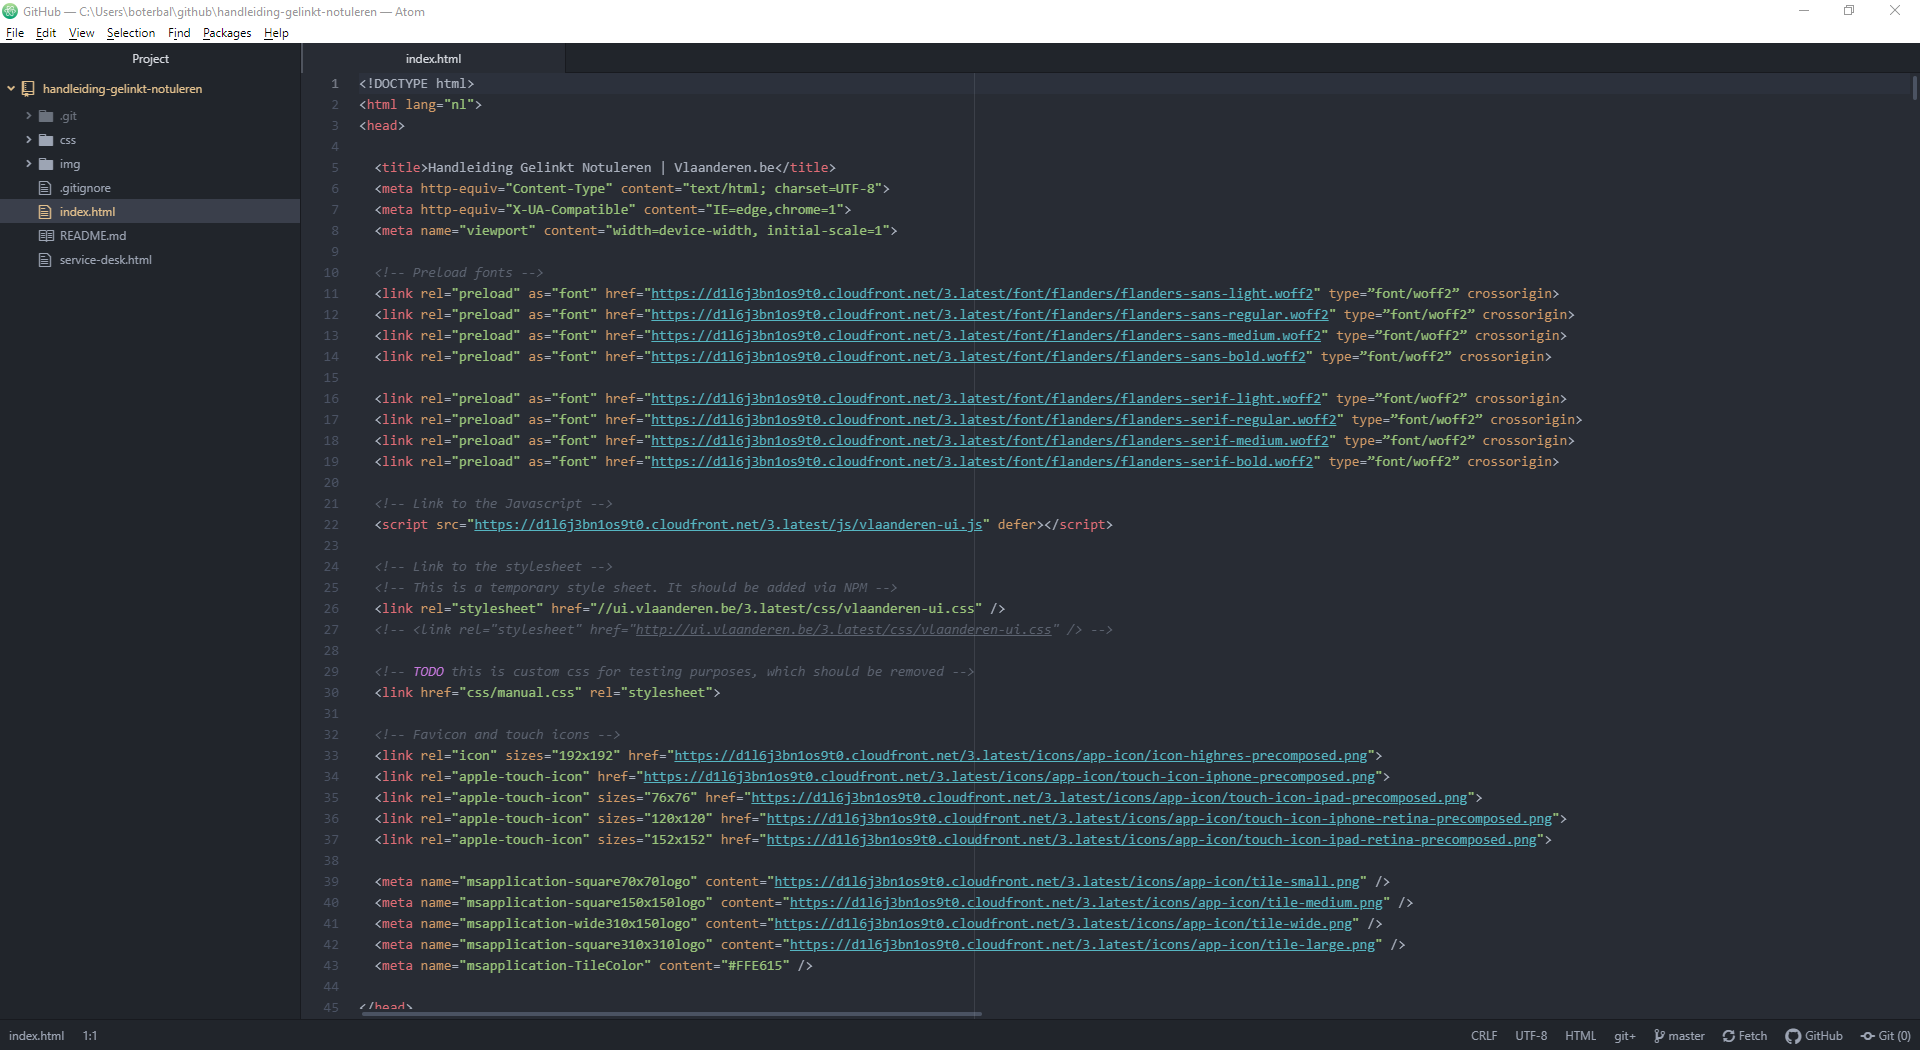 GitHub — C:\Users\boterbal\github\handleiding-gelinkt-notuleren — Atom
File Edit View Selection Find Packages Help
Project
handleiding-gelinkt-notuleren
.git
css
img
.gitignore
index.html
README.md
service-desk.html
index.html
1 <!DOCTYPE html>
2 <html lang="nl">
3 <head>
4
5 <title>Handleiding Gelinkt Notuleren | Vlaanderen.be</title>
6 <meta http-equiv="Content-Type" content="text/html; charset=UTF-8">
7 <meta http-equiv="X-UA-Compatible" content="IE=edge,chrome=1">
8 <meta name="viewport" content="width=device-width, initial-scale=1">
9
10 <!-- Preload fonts -->
11 <link rel="preload" as="font" href="https://d1l6j3bn1os9t0.cloudfront.net/3.latest/font/flanders/flanders-sans-light.woff2" type=”font/woff2” crossorigin>
12 <link rel="preload" as="font" href="https://d1l6j3bn1os9t0.cloudfront.net/3.latest/font/flanders/flanders-sans-regular.woff2" type=”font/woff2” crossorigin>
13 <link rel="preload" as="font" href="https://d1l6j3bn1os9t0.cloudfront.net/3.latest/font/flanders/flanders-sans-medium.woff2" type=”font/woff2” crossorigin>
14 <link rel="preload" as="font" href="https://d1l6j3bn1os9t0.cloudfront.net/3.latest/font/flanders/flanders-sans-bold.woff2" type=”font/woff2” crossorigin>
15
16 <link rel="preload" as="font" href="https://d1l6j3bn1os9t0.cloudfront.net/3.latest/font/flanders/flanders-serif-light.woff2" type=”font/woff2” crossorigin>
17 <link rel="preload" as="font" href="https://d1l6j3bn1os9t0.cloudfront.net/3.latest/font/flanders/flanders-serif-regular.woff2" type=”font/woff2” crossorigin>
18 <link rel="preload" as="font" href="https://d1l6j3bn1os9t0.cloudfront.net/3.latest/font/flanders/flanders-serif-medium.woff2" type=”font/woff2” crossorigin>
19 <link rel="preload" as="font" href="https://d1l6j3bn1os9t0.cloudfront.net/3.latest/font/flanders/flanders-serif-bold.woff2" type=”font/woff2” crossorigin>
20
21 <!-- Link to the Javascript -->
22 <script src="https://d1l6j3bn1os9t0.cloudfront.net/3.latest/js/vlaanderen-ui.js" defer></script>
23
24 <!-- Link to the stylesheet -->
25 <!-- This is a temporary style sheet. It should be added via NPM -->
26 <link rel="stylesheet" href="//ui.vlaanderen.be/3.latest/css/vlaanderen-ui.css" />
27 <!-- <link rel="stylesheet" href="http://ui.vlaanderen.be/3.latest/css/vlaanderen-ui.css" /> -->
28
29 <!-- TODO this is custom css for testing purposes, which should be removed -->
30 <link href="css/manual.css" rel="stylesheet">
31
32 <!-- Favicon and touch icons -->
33 <link rel="icon" sizes="192x192" href="https://d1l6j3bn1os9t0.cloudfront.net/3.latest/icons/app-icon/icon-highres-precomposed.png">
34 <link rel="apple-touch-icon" href="https://d1l6j3bn1os9t0.cloudfront.net/3.latest/icons/app-icon/touch-icon-iphone-precomposed.png">
35 <link rel="apple-touch-icon" sizes="76x76" href="https://d1l6j3bn1os9t0.cloudfront.net/3.latest/icons/app-icon/touch-icon-ipad-precomposed.png">
36 <link rel="apple-touch-icon" sizes="120x120" href="https://d1l6j3bn1os9t0.cloudfront.net/3.latest/icons/app-icon/touch-icon-iphone-retina-precomposed.png">
37 <link rel="apple-touch-icon" sizes="152x152" href="https://d1l6j3bn1os9t0.cloudfront.net/3.latest/icons/app-icon/touch-icon-ipad-retina-precomposed.png">
38
39 <meta name="msapplication-square70x70logo" content="https://d1l6j3bn1os9t0.cloudfront.net/3.latest/icons/app-icon/tile-small.png" />
40 <meta name="msapplication-square150x150logo" content="https://d1l6j3bn1os9t0.cloudfront.net/3.latest/icons/app-icon/tile-medium.png" />
41 <meta name="msapplication-wide310x150logo" content="https://d1l6j3bn1os9t0.cloudfront.net/3.latest/icons/app-icon/tile-wide.png" />
42 <meta name="msapplication-square310x310logo" content="https://d1l6j3bn1os9t0.cloudfront.net/3.latest/icons/app-icon/tile-large.png" />
43 <meta name="msapplication-TileColor" content="#FFE615" />
44
45 </head>
index.html 1:1 CRLF UTF-8 HTML git+ master Fetch GitHub Git (0)